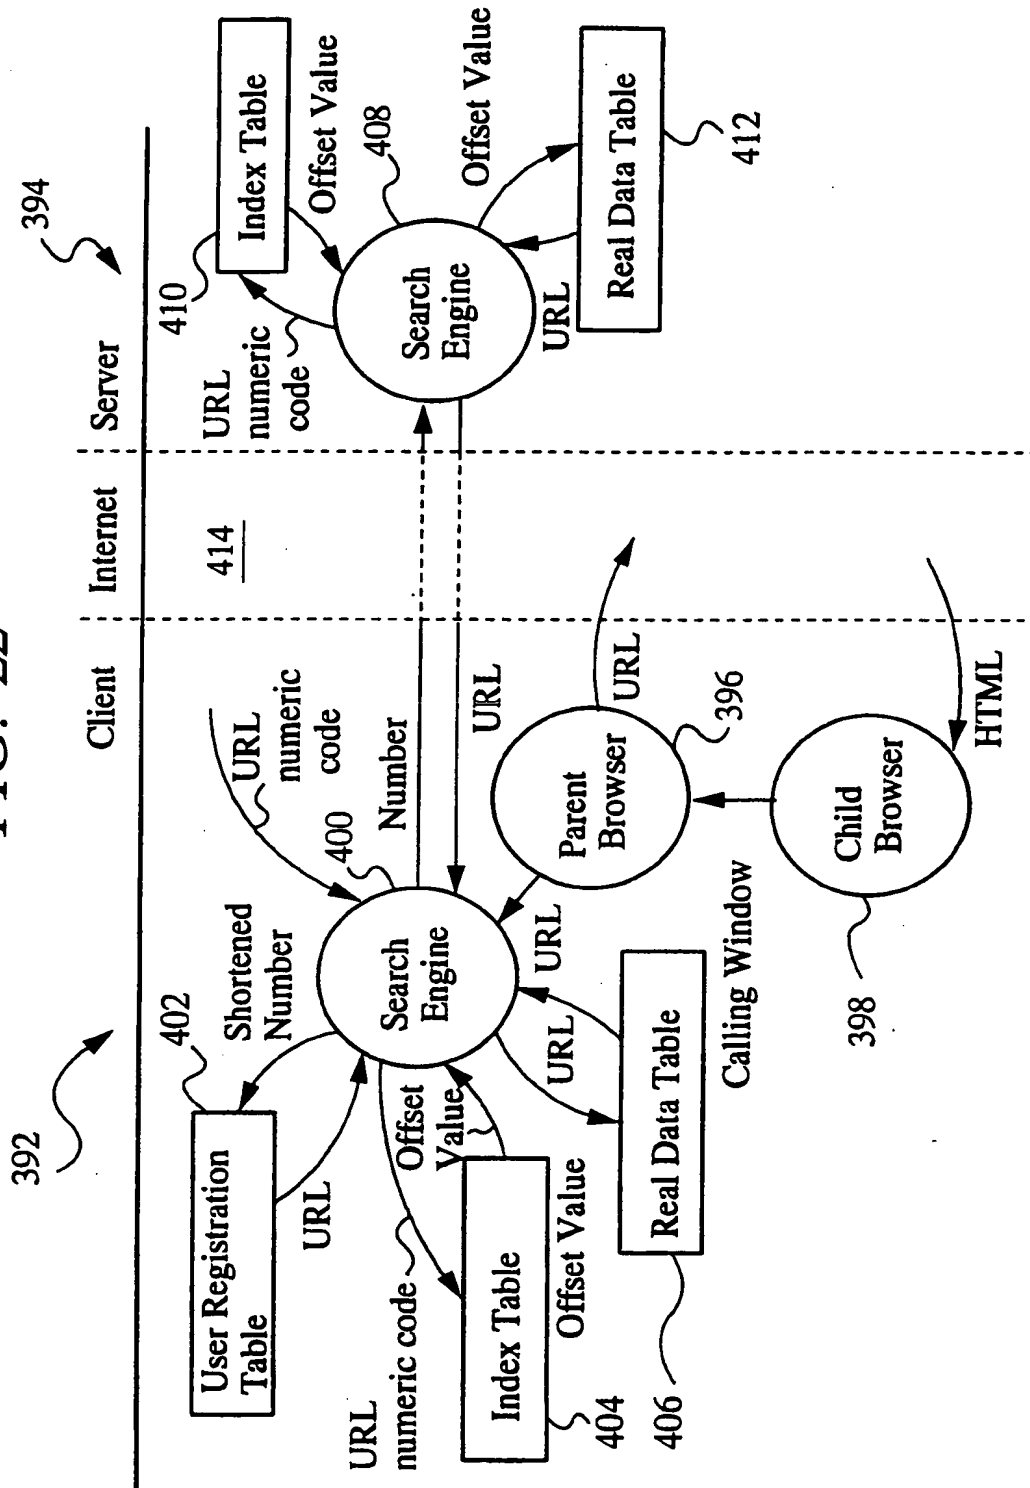 FIG. 22
392
394
Client
Internet
Server
414
402
User Registration
Table
Shortened
Number
URL
URL
numeric
code
400
Search
Engine
Number
URL
URL
numeric code
Offset
Value
Index Table
404
Offset Value
URL
URL
Real Data Table
406
Calling Window
Parent
Browser
396
URL
Child
Browser
398
HTML
410
Index Table
URL
numeric
code
Offset Value
408
Search
Engine
URL
Offset Value
Real Data Table
412